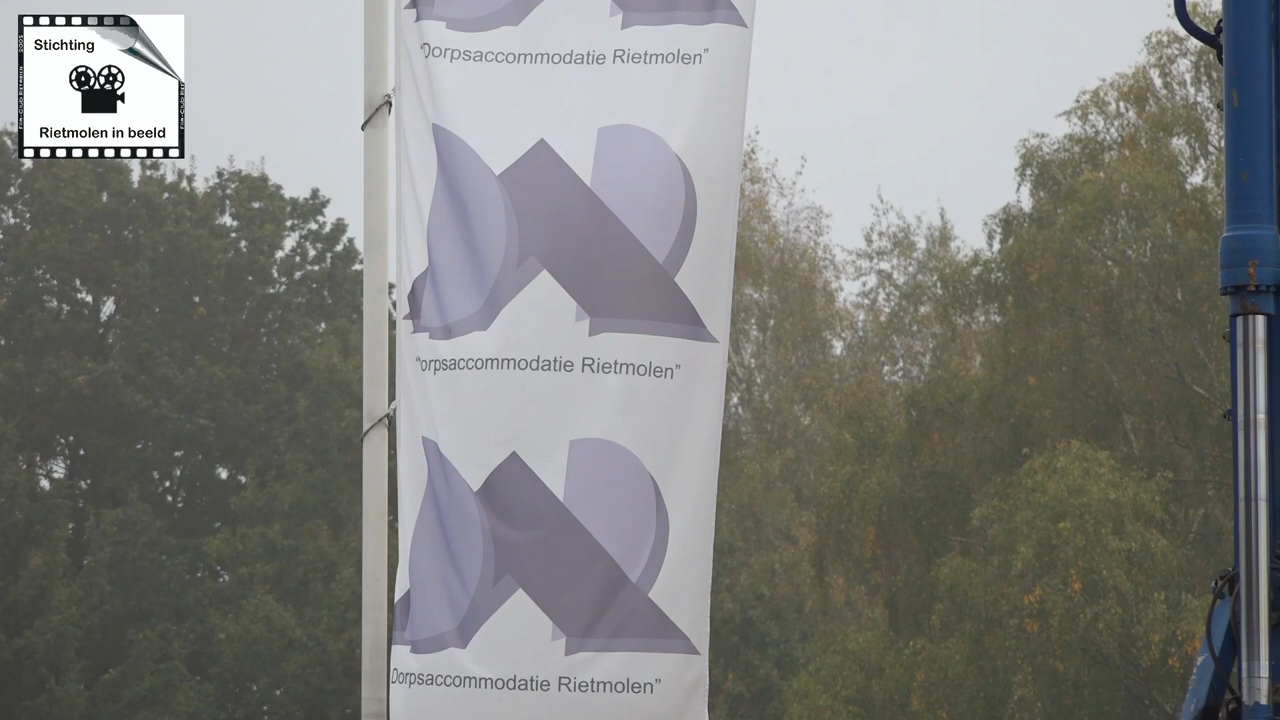 Stichting
Rietmolen in beeld
"Dorpsaccommodatie Rietmolen"
"orpsaccommodatie Rietmolen"
Dorpsaccommodatie Rietmolen"